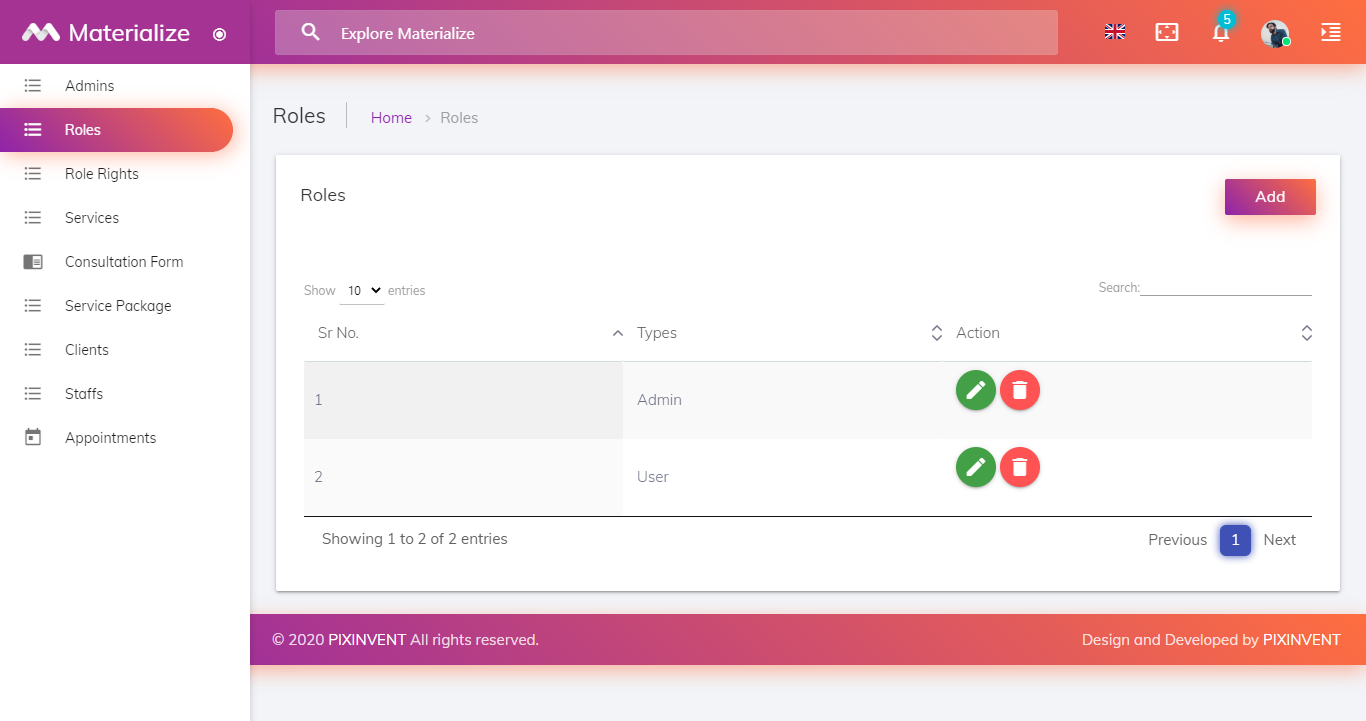 Materialize
Explore Materialize
5
Admins
Roles
Role Rights
Services
Consultation Form
Service Package
Clients
Staffs
Appointments
Roles
Home > Roles
Roles
Add
Show 10 entries
Search:
Sr No. Types Action
1 Admin
2 User
Showing 1 to 2 of 2 entries
Previous 1 Next
© 2020 PIXINVENT All rights reserved.
Design and Developed by PIXINVENT